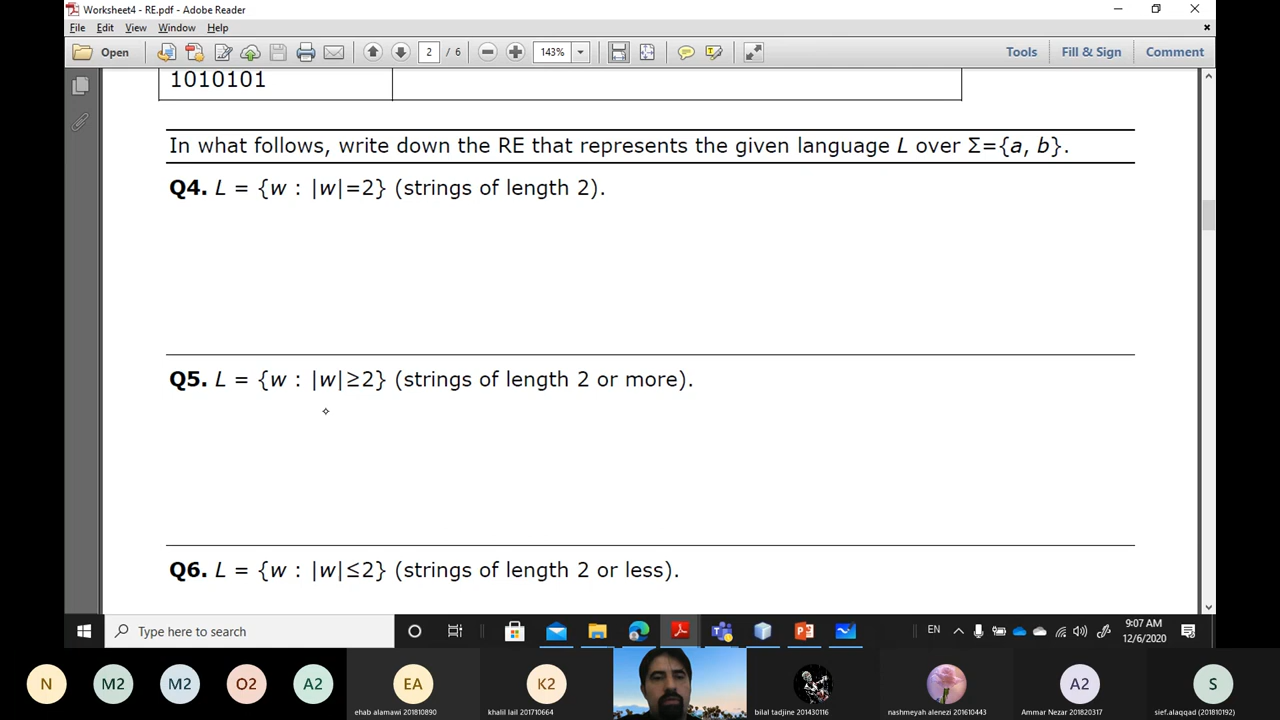 Worksheet4 - RE.pdf - Adobe Reader
File Edit View Window Help
Open 2 / 6 143% Tools Fill & Sign Comment
1010101
In what follows, write down the RE that represents the given language L over Σ={a, b}.
Q4. L = {w : |w|=2} (strings of length 2).
Q5. L = {w : |w|≥2} (strings of length 2 or more).
Q6. L = {w : |w|≤2} (strings of length 2 or less).
Type here to search
EN
9:07 AM
12/6/2020
N M2 M2 O2 A2 EA K2 A2 S
ehab alamawi 201810890 khalil lail 201710664 bilal tadjine 201430116 nashmeyah alenezi 201610443 Ammar Nezar 201820317 sief.alaqqad (201810192)